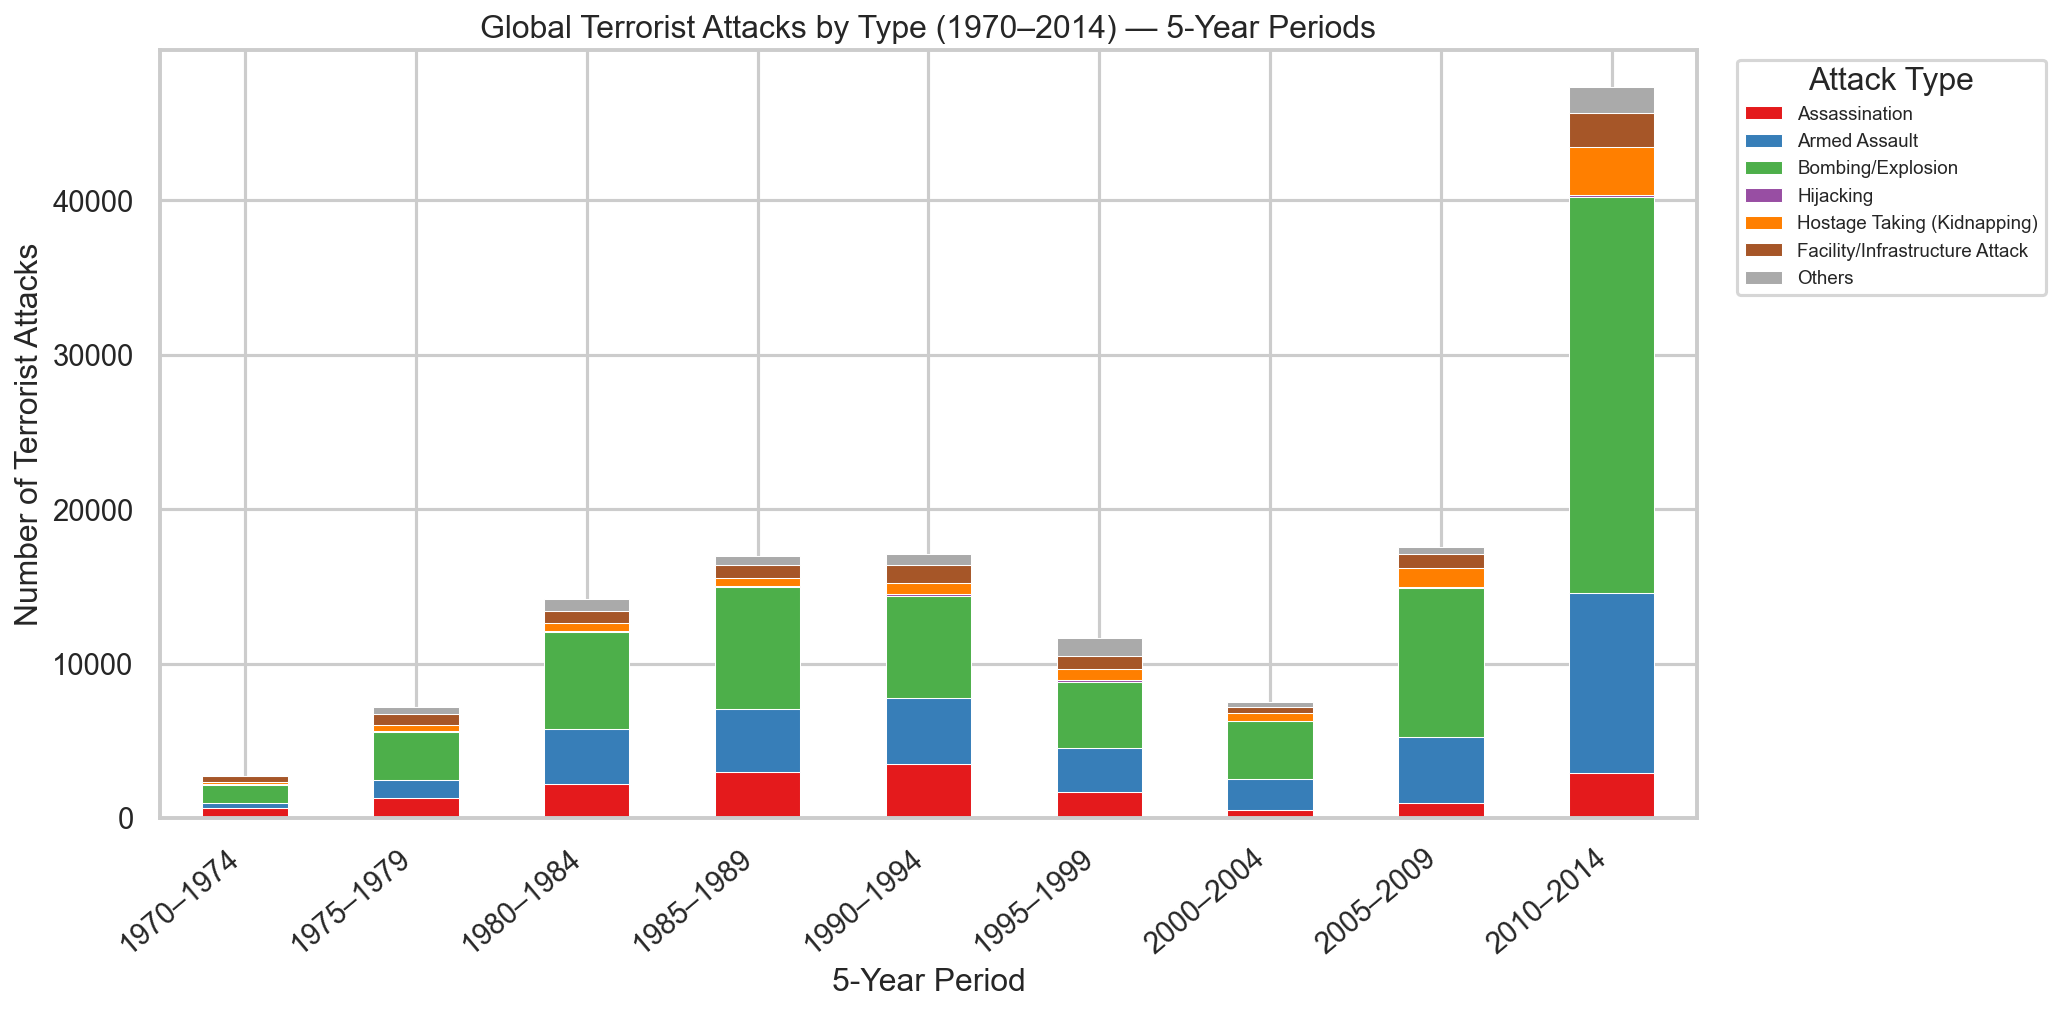 Global Terrorist Attacks by Type (1970–2014) — 5-Year Periods
Number of Terrorist Attacks
40000
30000
20000
10000
0
1970–1974
1975–1979
1980–1984
1985–1989
1990–1994
1995–1999
2000–2004
2005–2009
2010–2014
5-Year Period
Attack Type
Assassination
Armed Assault
Bombing/Explosion
Hijacking
Hostage Taking (Kidnapping)
Facility/Infrastructure Attack
Others